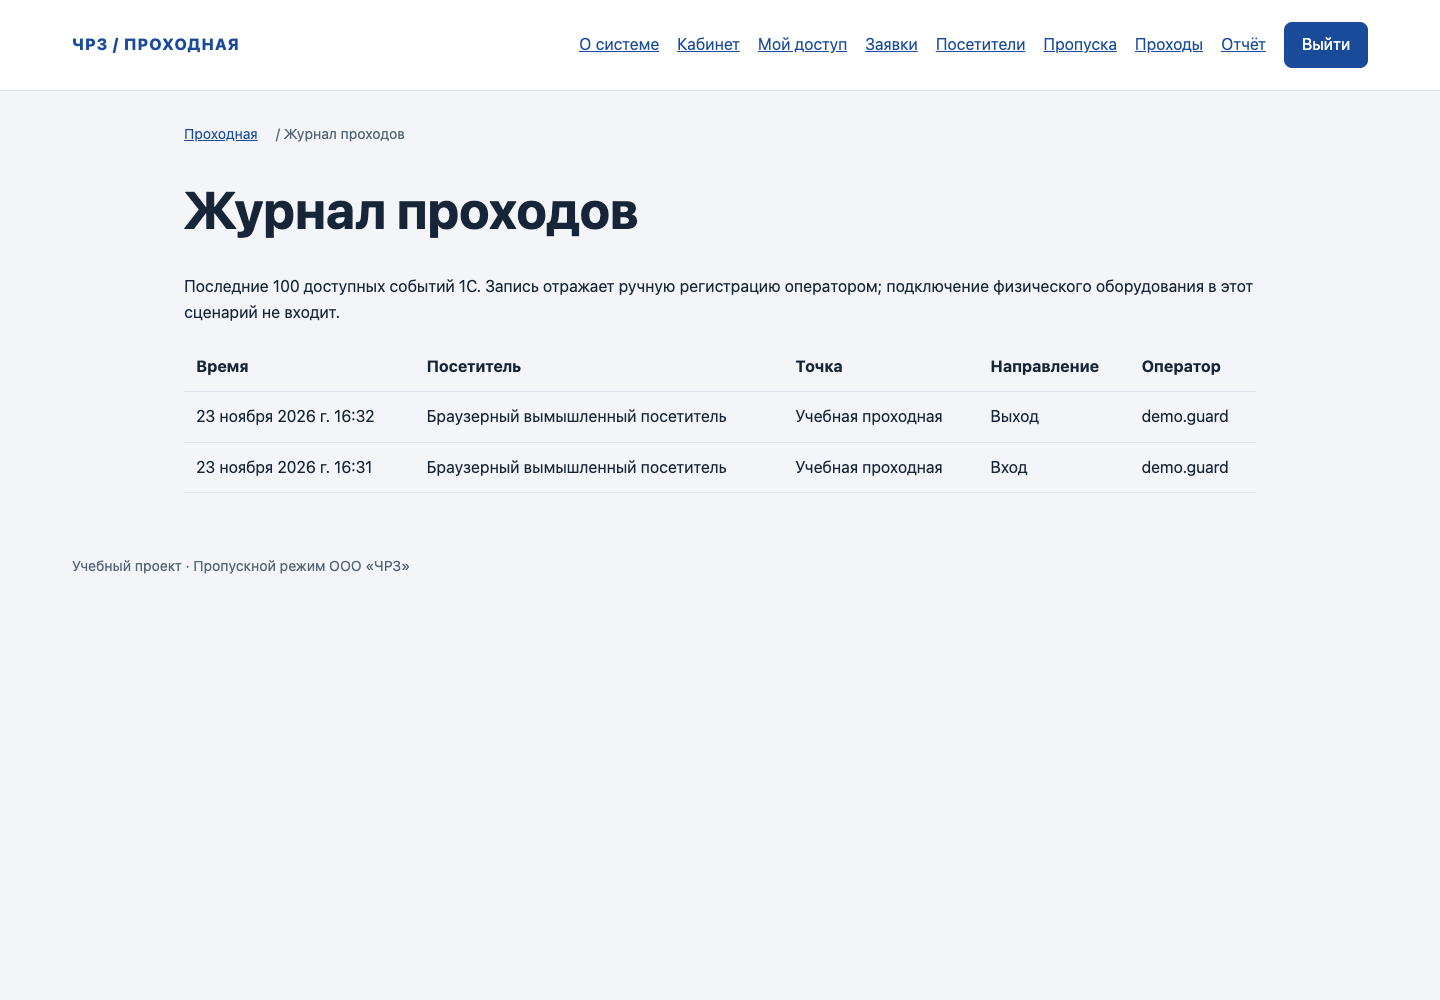 ЧРЗ / ПРОХОДНАЯ
О системе Кабинет Мой доступ Заявки Посетители Пропуска Проходы Отчёт Выйти
Проходная / Журнал проходов
Журнал проходов
Последние 100 доступных событий 1С. Запись отражает ручную регистрацию оператором; подключение физического оборудования в этот
сценарий не входит.
Время Посетитель Точка Направление Оператор
23 ноября 2026 г. 16:32 Браузерный вымышленный посетитель Учебная проходная Выход demo.guard
23 ноября 2026 г. 16:31 Браузерный вымышленный посетитель Учебная проходная Вход demo.guard
Учебный проект · Пропускной режим ООО «ЧРЗ»